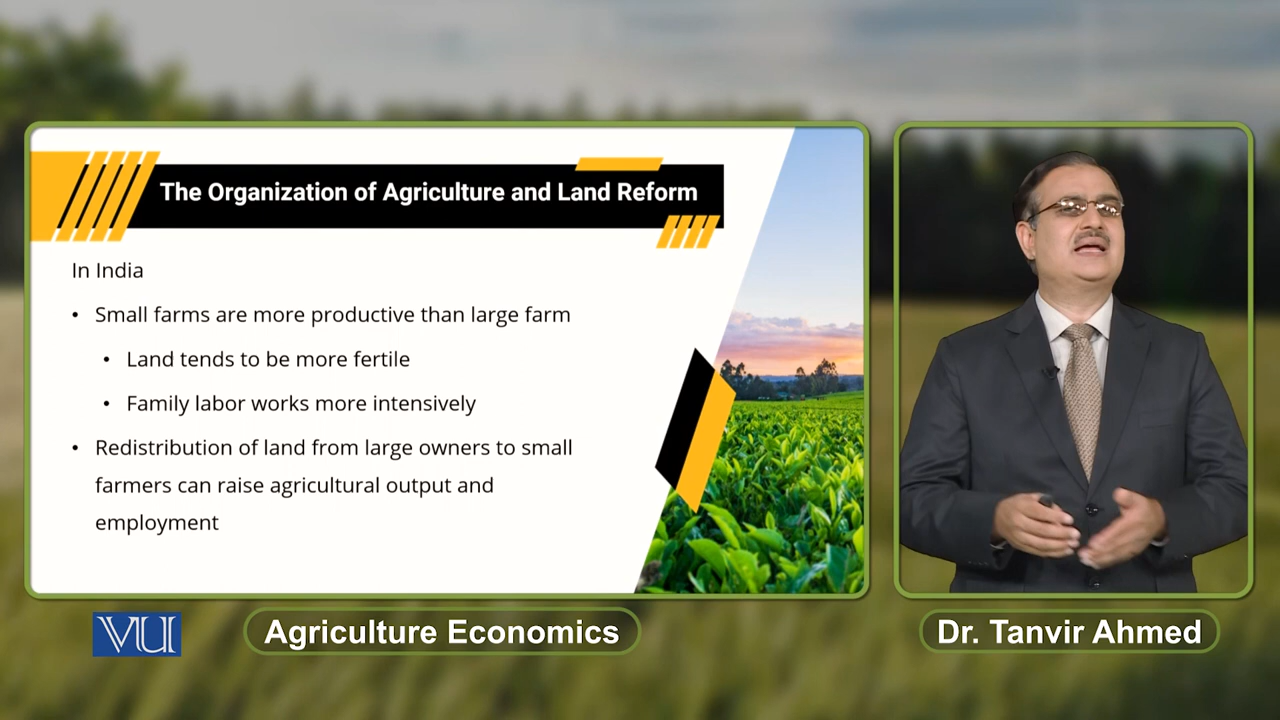 The Organization of Agriculture and Land Reform
In India
• Small farms are more productive than large farm
• Land tends to be more fertile
• Family labor works more intensively
• Redistribution of land from large owners to small
farmers can raise agricultural output and
employment
VU
Agriculture Economics
Dr. Tanvir Ahmed